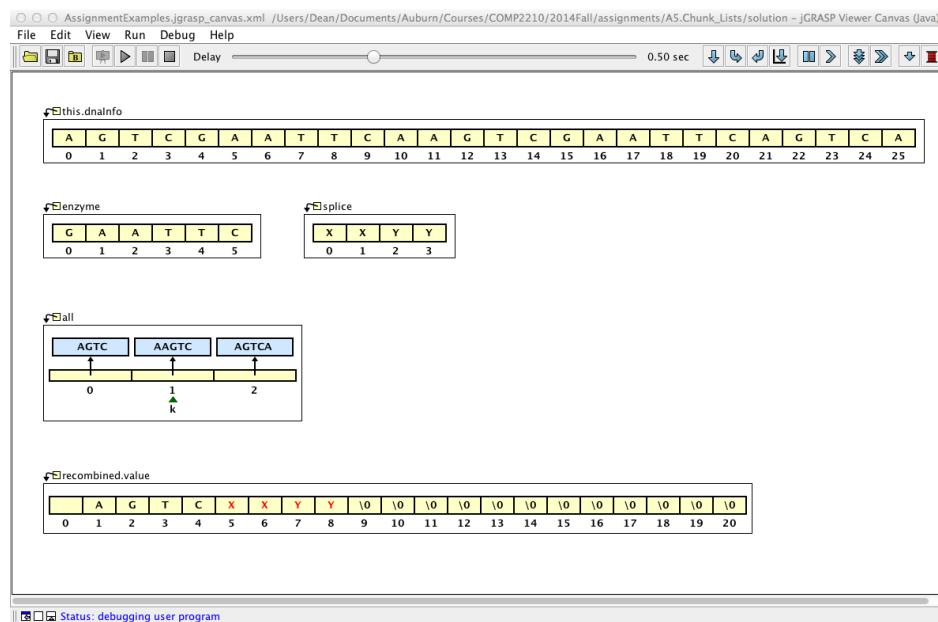 AssignmentExamples.jgrasp_canvas.xml /Users/Dean/Documents/Auburn/Courses/COMP2210/2014Fall/assignments/A5.Chunk_Lists/solution – jGRASP Viewer Canvas (Java)
File Edit View Run Debug Help
B Delay 0.50 sec
this.dnaInfo
A G T C G A A T T C A A G T C G A A T T C A G T C A
0 1 2 3 4 5 6 7 8 9 10 11 12 13 14 15 16 17 18 19 20 21 22 23 24 25
enzyme splice
G A A T T C X X Y Y
0 1 2 3 4 5 0 1 2 3
all
AGTC AAGTC AGTCA
0 1 2
k
recombined.value
A G T C X X Y Y \0 \0 \0 \0 \0 \0 \0 \0 \0 \0 \0 \0
0 1 2 3 4 5 6 7 8 9 10 11 12 13 14 15 16 17 18 19 20
Status: debugging user program